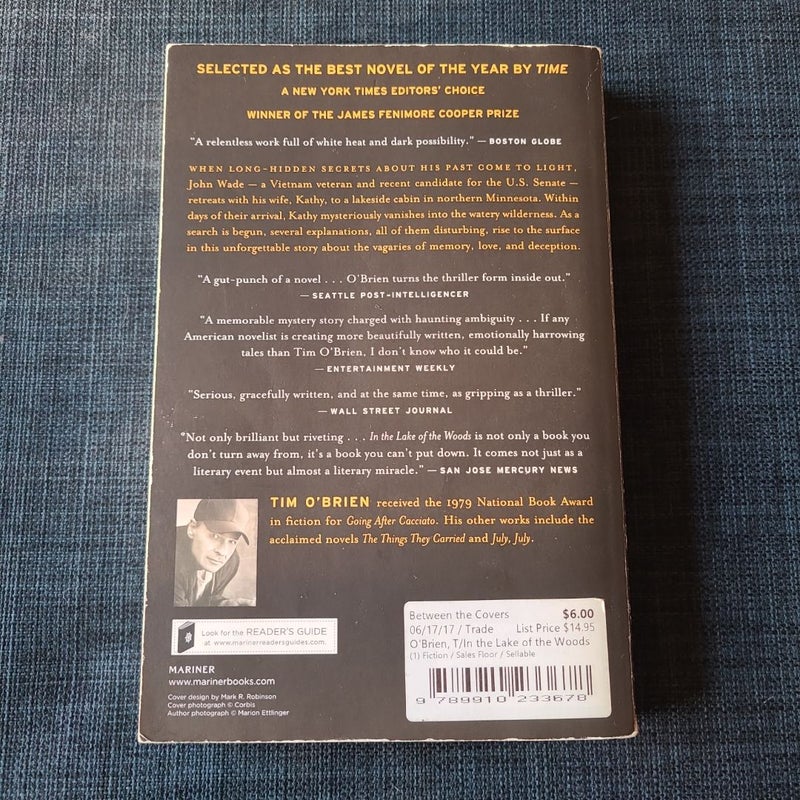 SELECTED AS THE BEST NOVEL OF THE YEAR BY TIME
A NEW YORK TIMES EDITORS' CHOICE
WINNER OF THE JAMES FENIMORE COOPER PRIZE
"A relentless work full of white heat and dark possibility." — BOSTON GLOBE
WHEN LONG-HIDDEN SECRETS ABOUT HIS PAST COME TO LIGHT,
John Wade — a Vietnam veteran and recent candidate for the U.S. Senate —
retreats with his wife, Kathy, to a lakeside cabin in northern Minnesota. Within
days of their arrival, Kathy mysteriously vanishes into the watery wilderness. As a
search is begun, several explanations, all of them disturbing, rise to the surface
in this unforgettable story about the vagaries of memory, love, and deception.
"A gut-punch of a novel . . . O'Brien turns the thriller form inside out."
— SEATTLE POST-INTELLIGENCER
"A memorable mystery story charged with haunting ambiguity . . . If any
American novelist is creating more beautifully written, emotionally harrowing
tales than Tim O'Brien, I don't know who it could be."
— ENTERTAINMENT WEEKLY
"Serious, gracefully written, and at the same time, as gripping as a thriller."
— WALL STREET JOURNAL
"Not only brilliant but riveting . . . In the Lake of the Woods is not only a book you
don't turn away from, it's a book you can't put down. It comes not just as a
literary event but almost a literary miracle." — SAN JOSE MERCURY NEWS
TIM O'BRIEN received the 1979 National Book Award
in fiction for Going After Cacciato. His other works include the
acclaimed novels The Things They Carried and July, July.
Look for the READER'S GUIDE
at www.marinerreadersguides.com.
MARINER
www.marinerbooks.com
Cover design by Mark R. Robinson
Cover photograph © Corbis
Author photograph © Marion Ettlinger
Between the Covers $6.00
06/17/17 / Trade List Price $14.95
O'Brien, T/In the Lake of the Woods
(1) Fiction / Sales Floor / Sellable
9 789910 233678